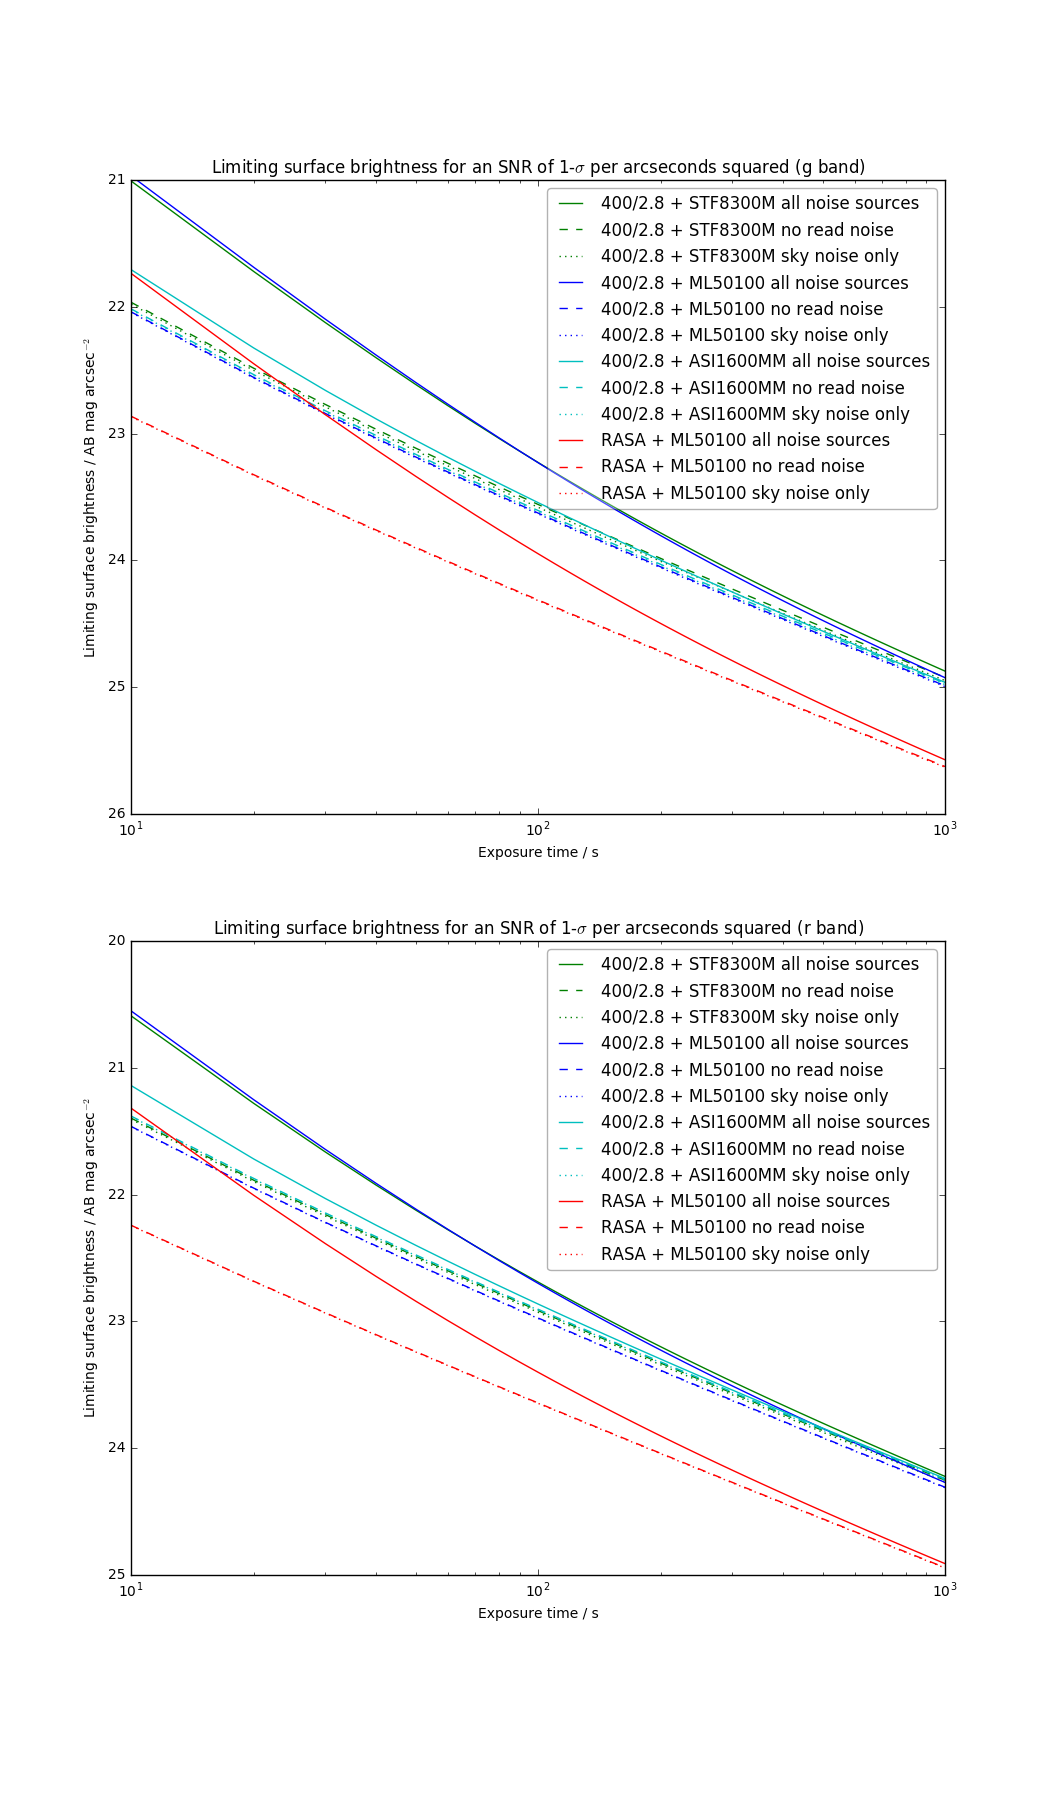 Limiting surface brightness for an SNR of 1-σ per arcseconds squared (g band)
21
22
23
24
25
26
Limiting surface brightness / AB mag arcsec⁻²
400/2.8 + STF8300M all noise sources
400/2.8 + STF8300M no read noise
400/2.8 + STF8300M sky noise only
400/2.8 + ML50100 all noise sources
400/2.8 + ML50100 no read noise
400/2.8 + ML50100 sky noise only
400/2.8 + ASI1600MM all noise sources
400/2.8 + ASI1600MM no read noise
400/2.8 + ASI1600MM sky noise only
RASA + ML50100 all noise sources
RASA + ML50100 no read noise
RASA + ML50100 sky noise only
10¹ 10² 10³
Exposure time / s
Limiting surface brightness for an SNR of 1-σ per arcseconds squared (r band)
20
21
22
23
24
25
Limiting surface brightness / AB mag arcsec⁻²
400/2.8 + STF8300M all noise sources
400/2.8 + STF8300M no read noise
400/2.8 + STF8300M sky noise only
400/2.8 + ML50100 all noise sources
400/2.8 + ML50100 no read noise
400/2.8 + ML50100 sky noise only
400/2.8 + ASI1600MM all noise sources
400/2.8 + ASI1600MM no read noise
400/2.8 + ASI1600MM sky noise only
RASA + ML50100 all noise sources
RASA + ML50100 no read noise
RASA + ML50100 sky noise only
10¹ 10² 10³
Exposure time / s